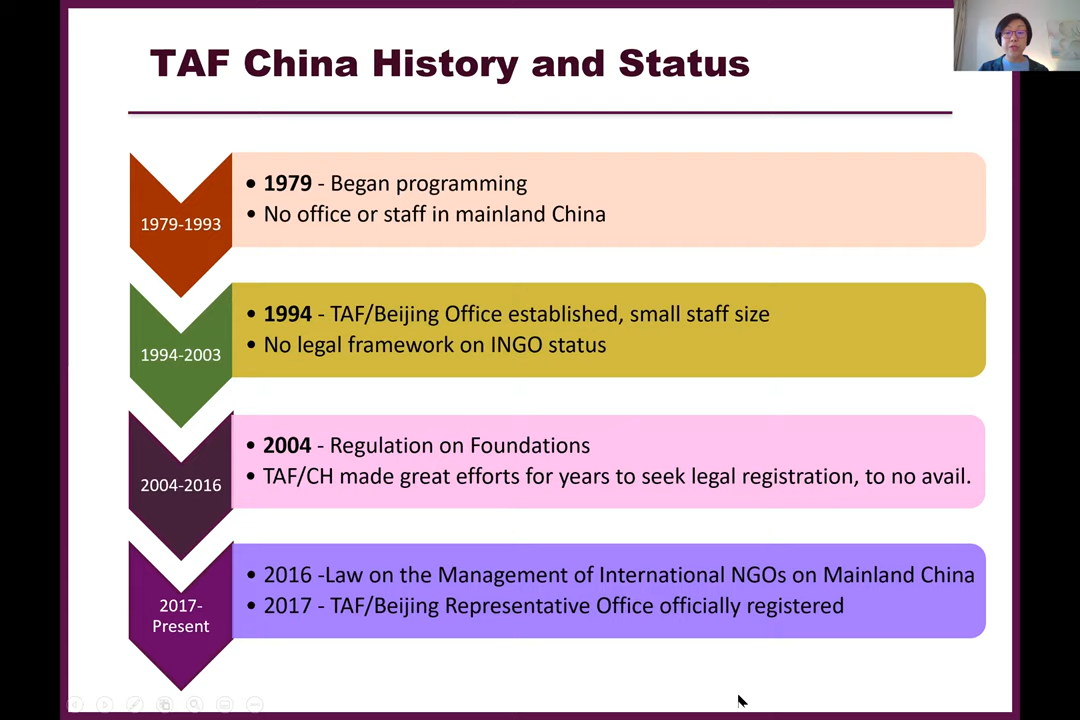 TAF China History and Status
1979-1993
• 1979 - Began programming
• No office or staff in mainland China
1994-2003
• 1994 - TAF/Beijing Office established, small staff size
• No legal framework on INGO status
2004-2016
• 2004 - Regulation on Foundations
• TAF/CH made great efforts for years to seek legal registration, to no avail.
2017-
Present
• 2016 -Law on the Management of International NGOs on Mainland China
• 2017 - TAF/Beijing Representative Office officially registered